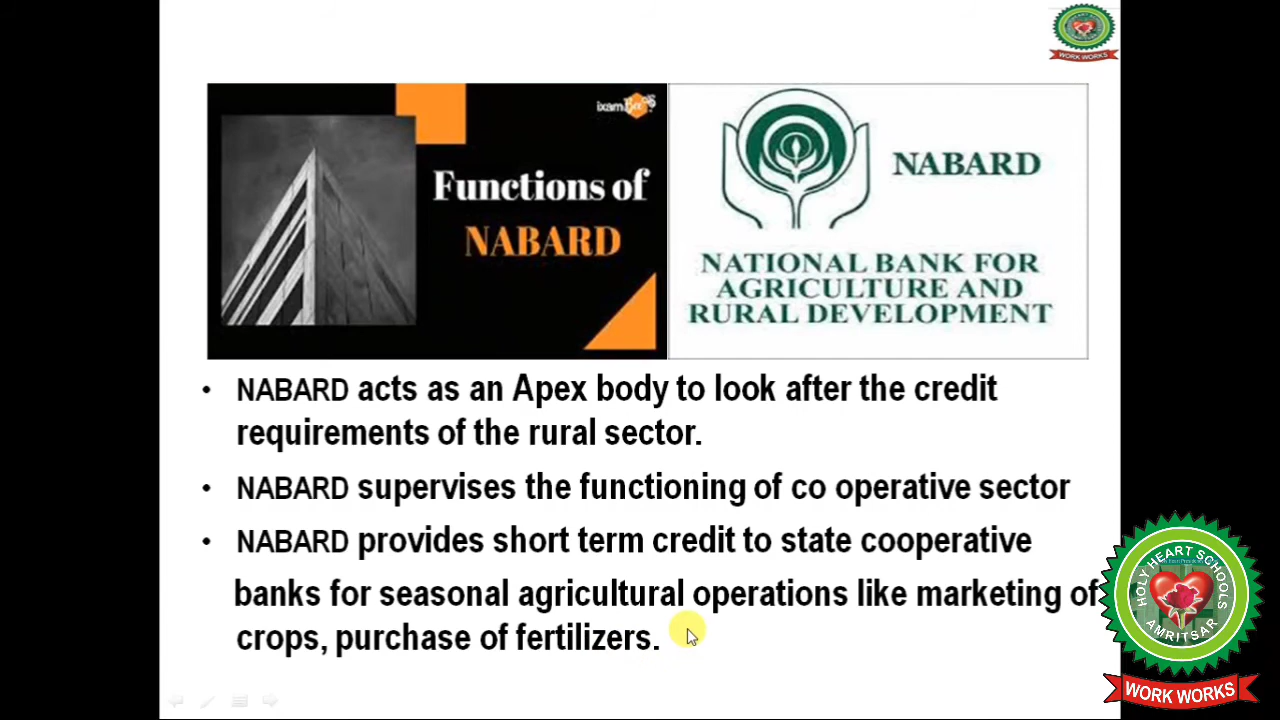 WORK WORKS
ixamBee
Functions of
NABARD
NABARD
NATIONAL BANK FOR
AGRICULTURE AND
RURAL DEVELOPMENT
• NABARD acts as an Apex body to look after the credit
requirements of the rural sector.
• NABARD supervises the functioning of co operative sector
• NABARD provides short term credit to state cooperative
banks for seasonal agricultural operations like marketing of
crops, purchase of fertilizers.
HOLY HEART SCHOOLS
AMRITSAR
WORK WORKS